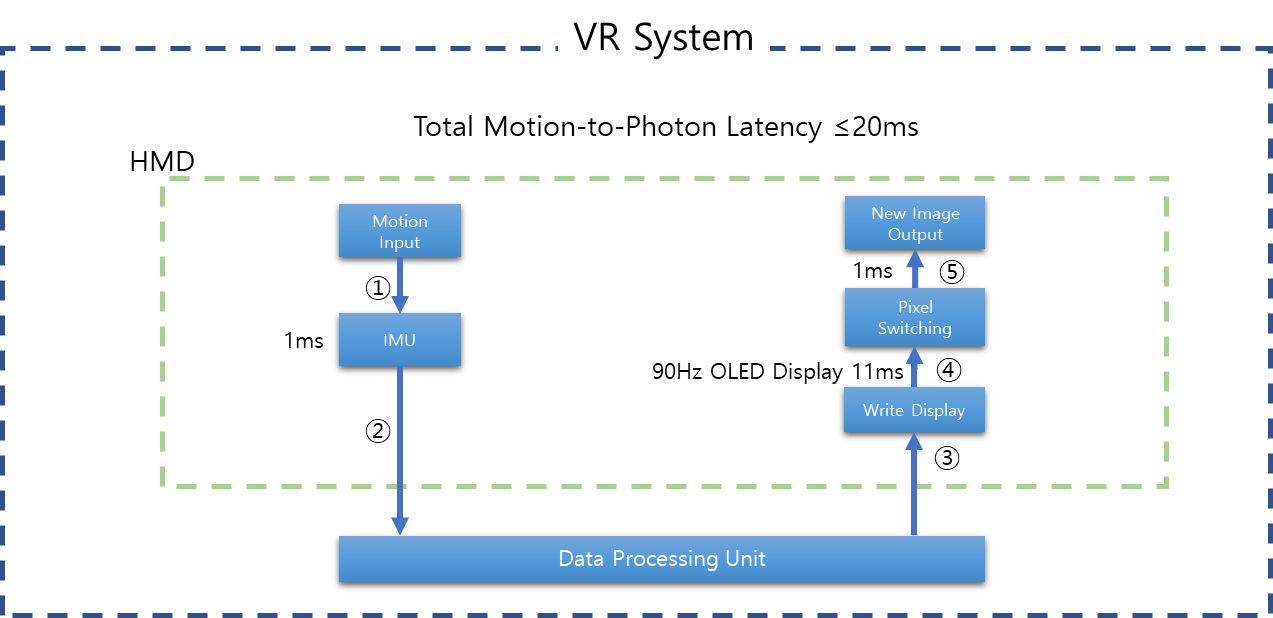 VR System
Total Motion-to-Photon Latency ≤20ms
HMD
Motion
Input
①
1ms
IMU
②
New Image
Output
1ms
⑤
Pixel
Switching
90Hz OLED Display 11ms
④
Write Display
③
Data Processing Unit